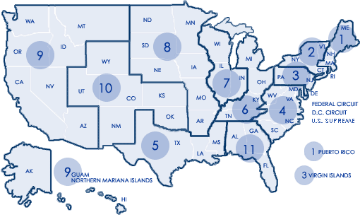 WA
MT
ND
MN
ME
OR
ID
SD
WI
MI
VT
NH
9
8
2
1
WY
NY
MA
RI
CT
NE
IA
7
PA
3
NJ
CA
NV
UT
10
CO
IL
IN
OH
DE
MD
KS
MO
WV
VA
KY
6
4
FEDERAL CIRCUIT
D.C. CIRCUIT
U.S. SUPREME
AZ
NM
OK
AR
TN
NC
SC
5
TX
LA
MS
AL
GA
11
FL
1 PUERTO RICO
3 VIRGIN ISLANDS
AK
9
GUAM
NORTHERN MARIANA ISLANDS
HI